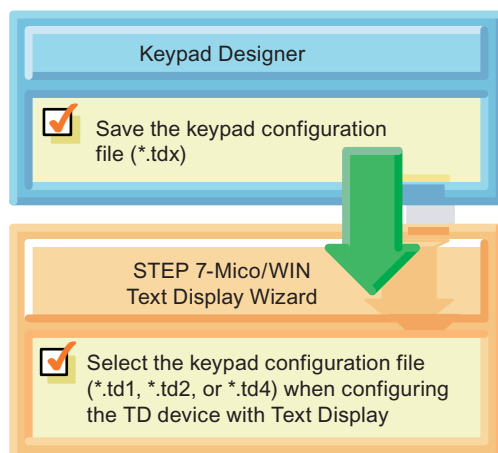 Keypad Designer
Save the keypad configuration
file (*.tdx)
STEP 7-Mico/WIN
Text Display Wizard
Select the keypad configuration file
(*.td1, *.td2, or *.td4) when configuring
the TD device with Text Display